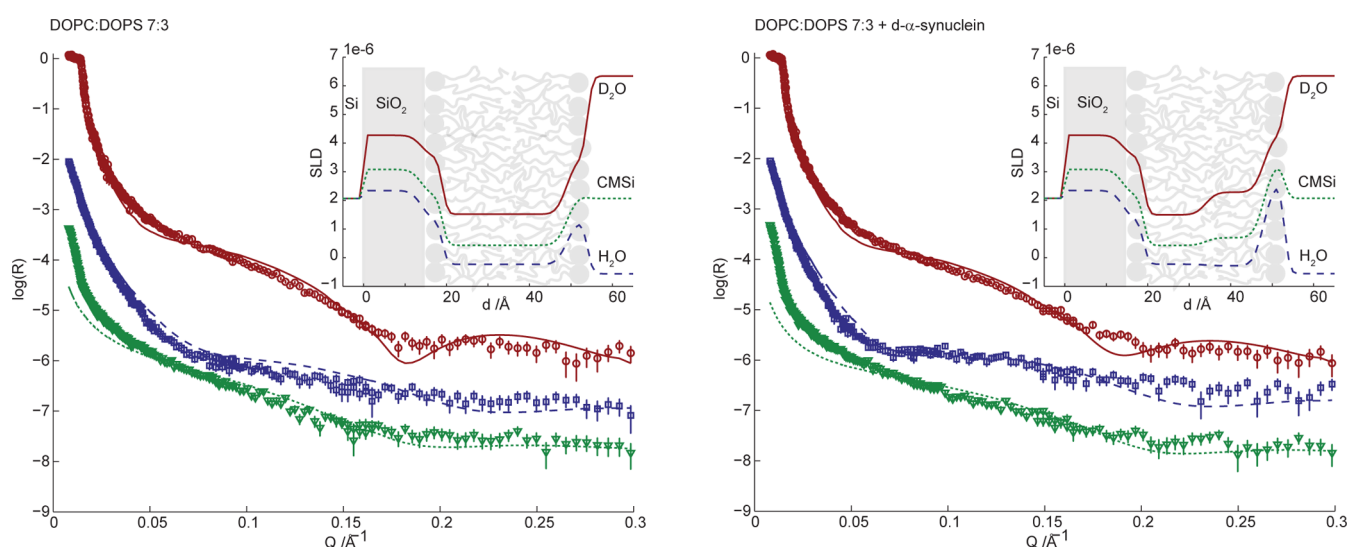 DOPC:DOPS 7:3
7 1e-6
6
5
4
3
2
1
0
−1
SLD
Si
SiO2
D2O
CMSi
H2O
0 20 40 60
d /Å
0
−1
−2
−3
−4
−5
−6
−7
−8
−9
log(R)
0 0.05 0.1 0.15 0.2 0.25 0.3
Q /Å−1
DOPC:DOPS 7:3 + d-α-synuclein
7 1e-6
6
5
4
3
2
1
0
−1
SLD
Si
SiO2
D2O
CMSi
H2O
0 20 40 60
d /Å
0
−1
−2
−3
−4
−5
−6
−7
−8
−9
log(R)
0 0.05 0.1 0.15 0.2 0.25 0.3
Q /Å−1